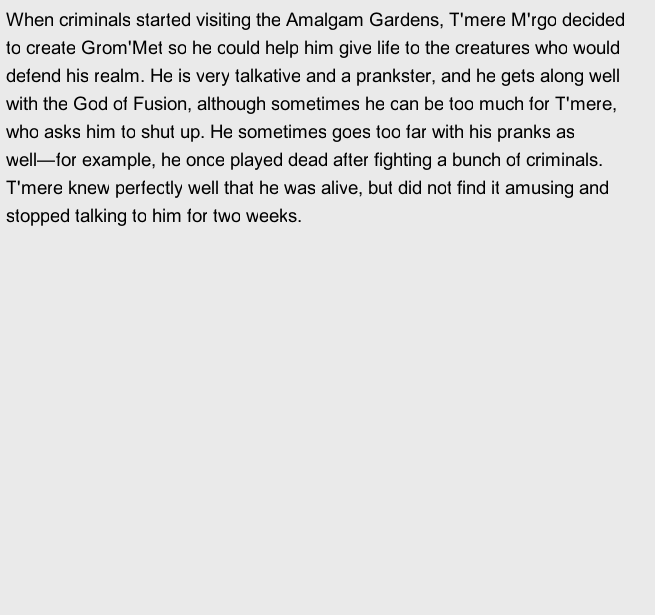 When criminals started visiting the Amalgam Gardens, T'mere M'rgo decided
to create Grom'Met so he could help him give life to the creatures who would
defend his realm. He is very talkative and a prankster, and he gets along well
with the God of Fusion, although sometimes he can be too much for T'mere,
who asks him to shut up. He sometimes goes too far with his pranks as
well—for example, he once played dead after fighting a bunch of criminals.
T'mere knew perfectly well that he was alive, but did not find it amusing and
stopped talking to him for two weeks.